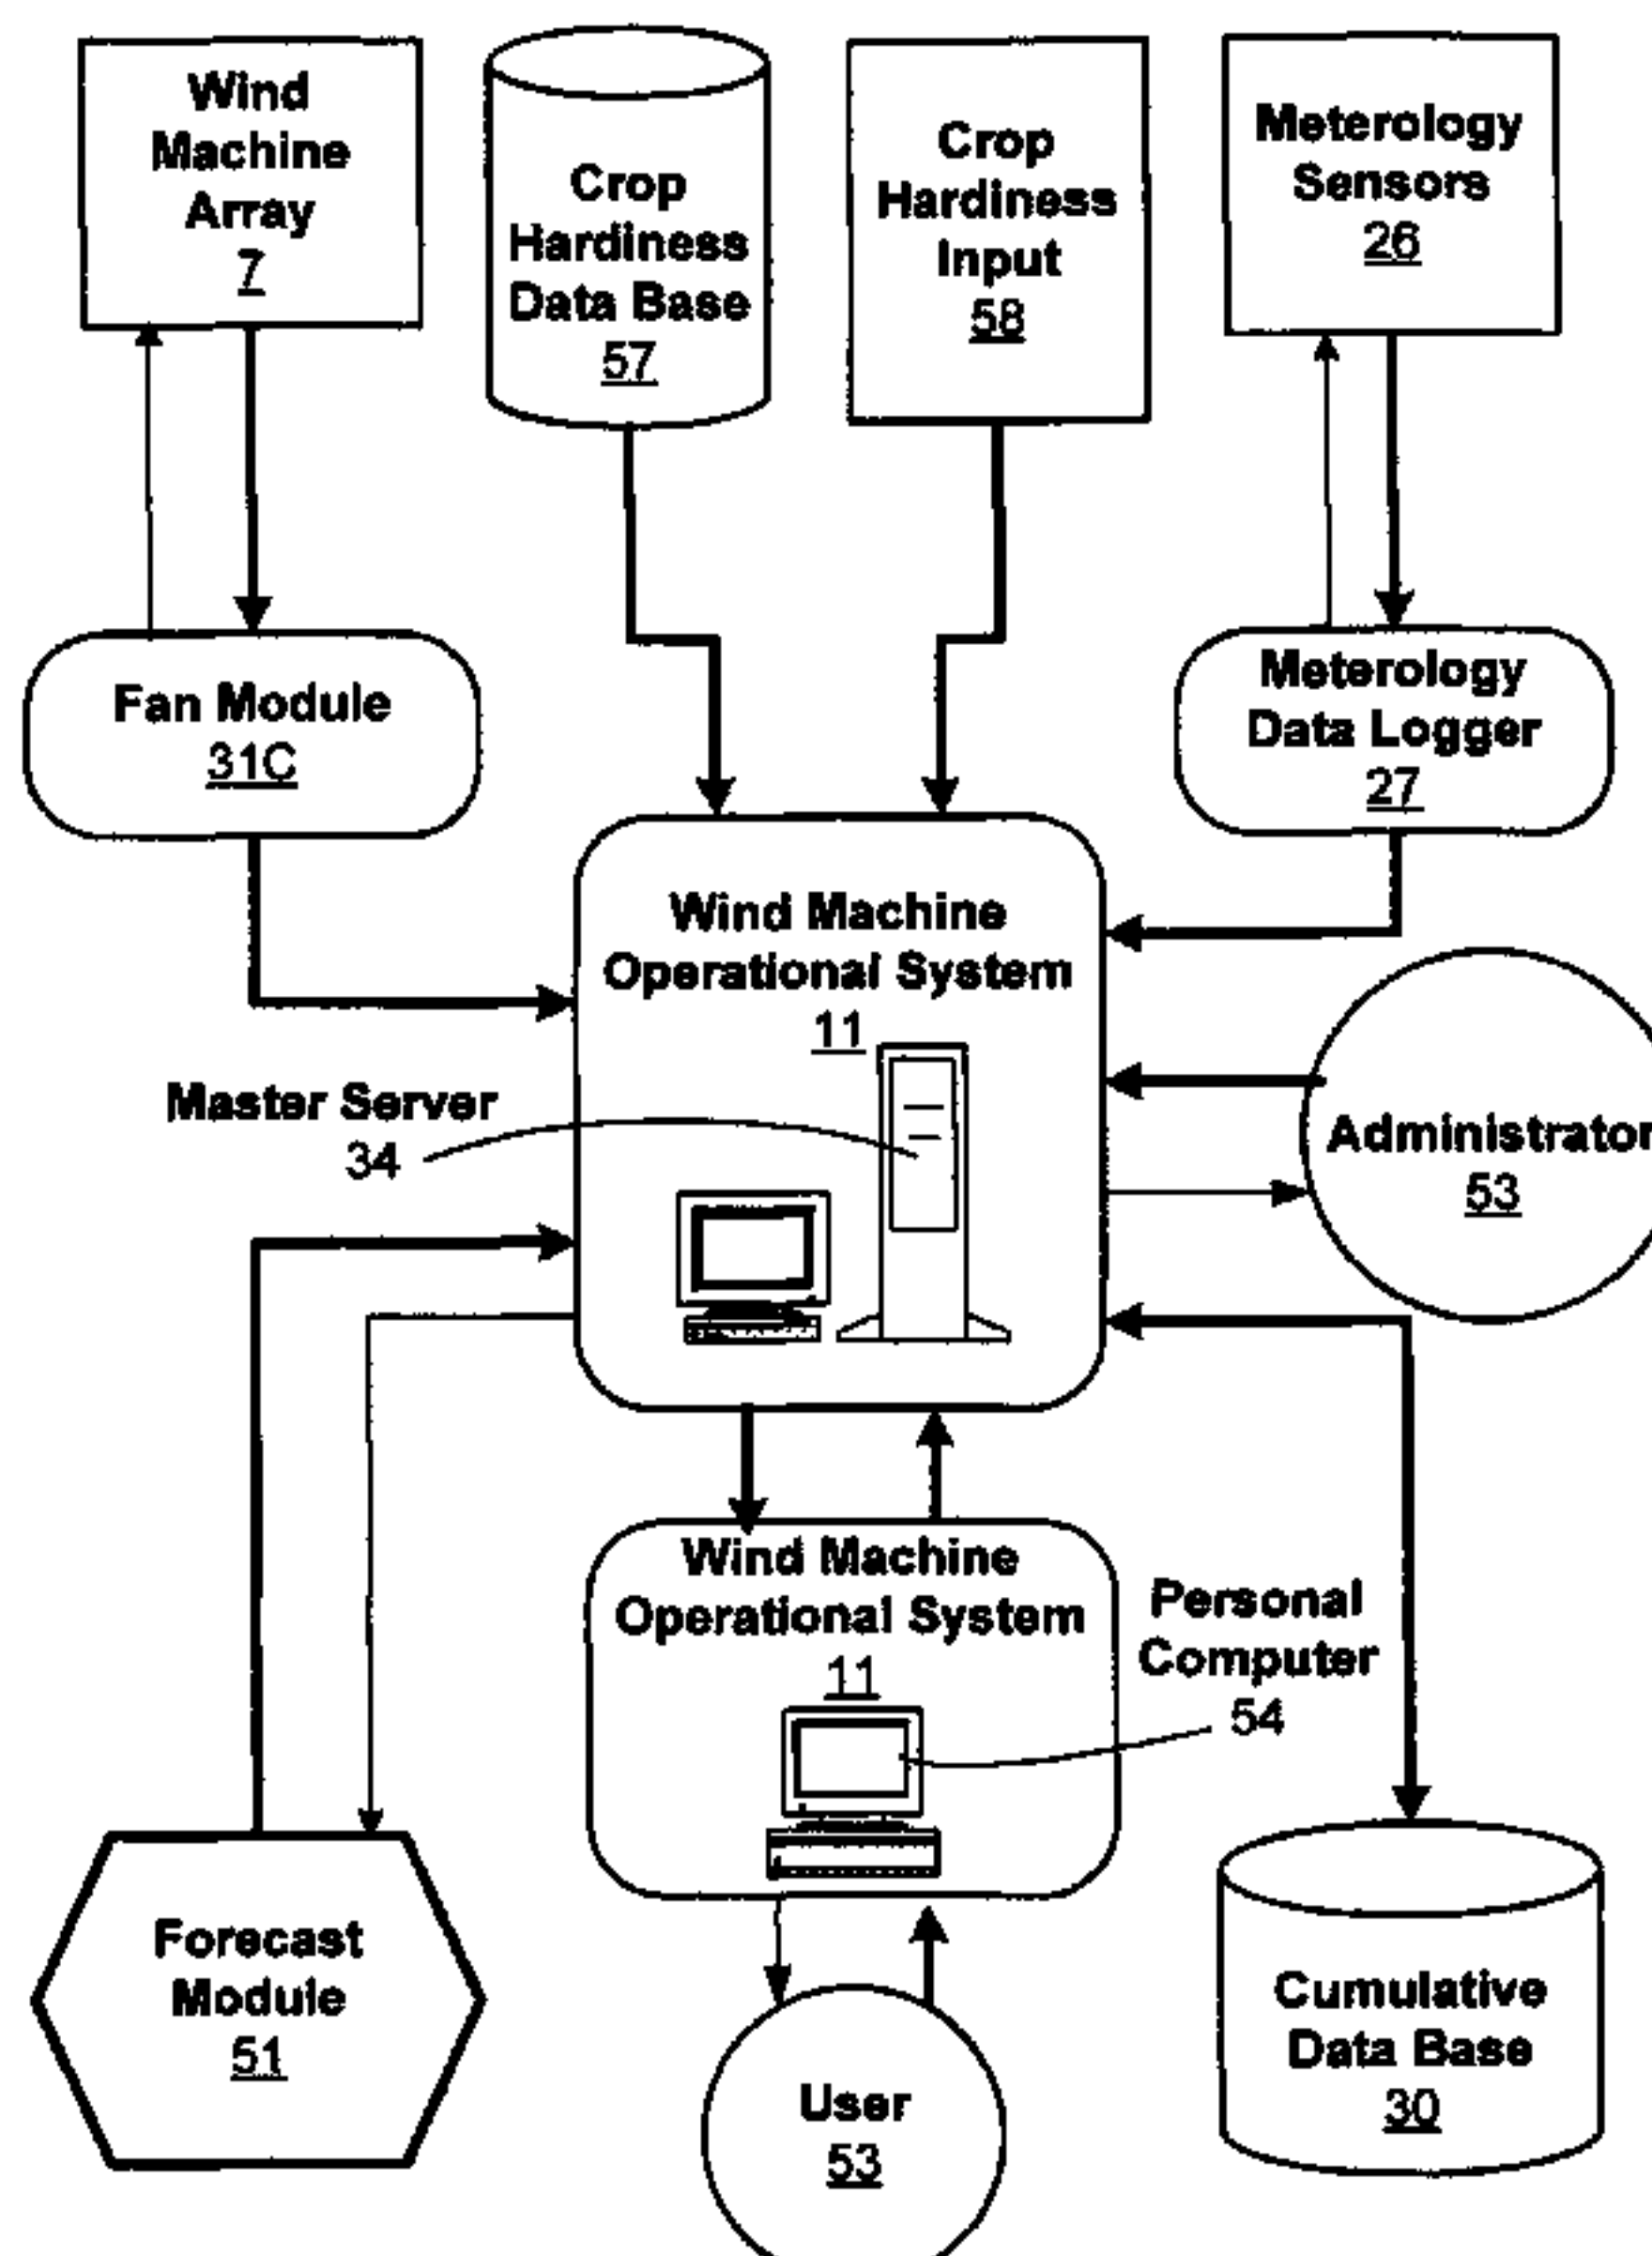 Wind
Machine
Array
7
Crop
Hardiness
Data Base
57
Crop
Hardiness
Input
58
Meterology
Sensors
26
Fan Module
31C
Meterology
Data Logger
27
Wind Machine
Operational System
11
Master Server
34
Administrator
53
Wind Machine
Operational System
11
Personal
Computer
54
Forecast
Module
51
User
53
Cumulative
Data Base
30